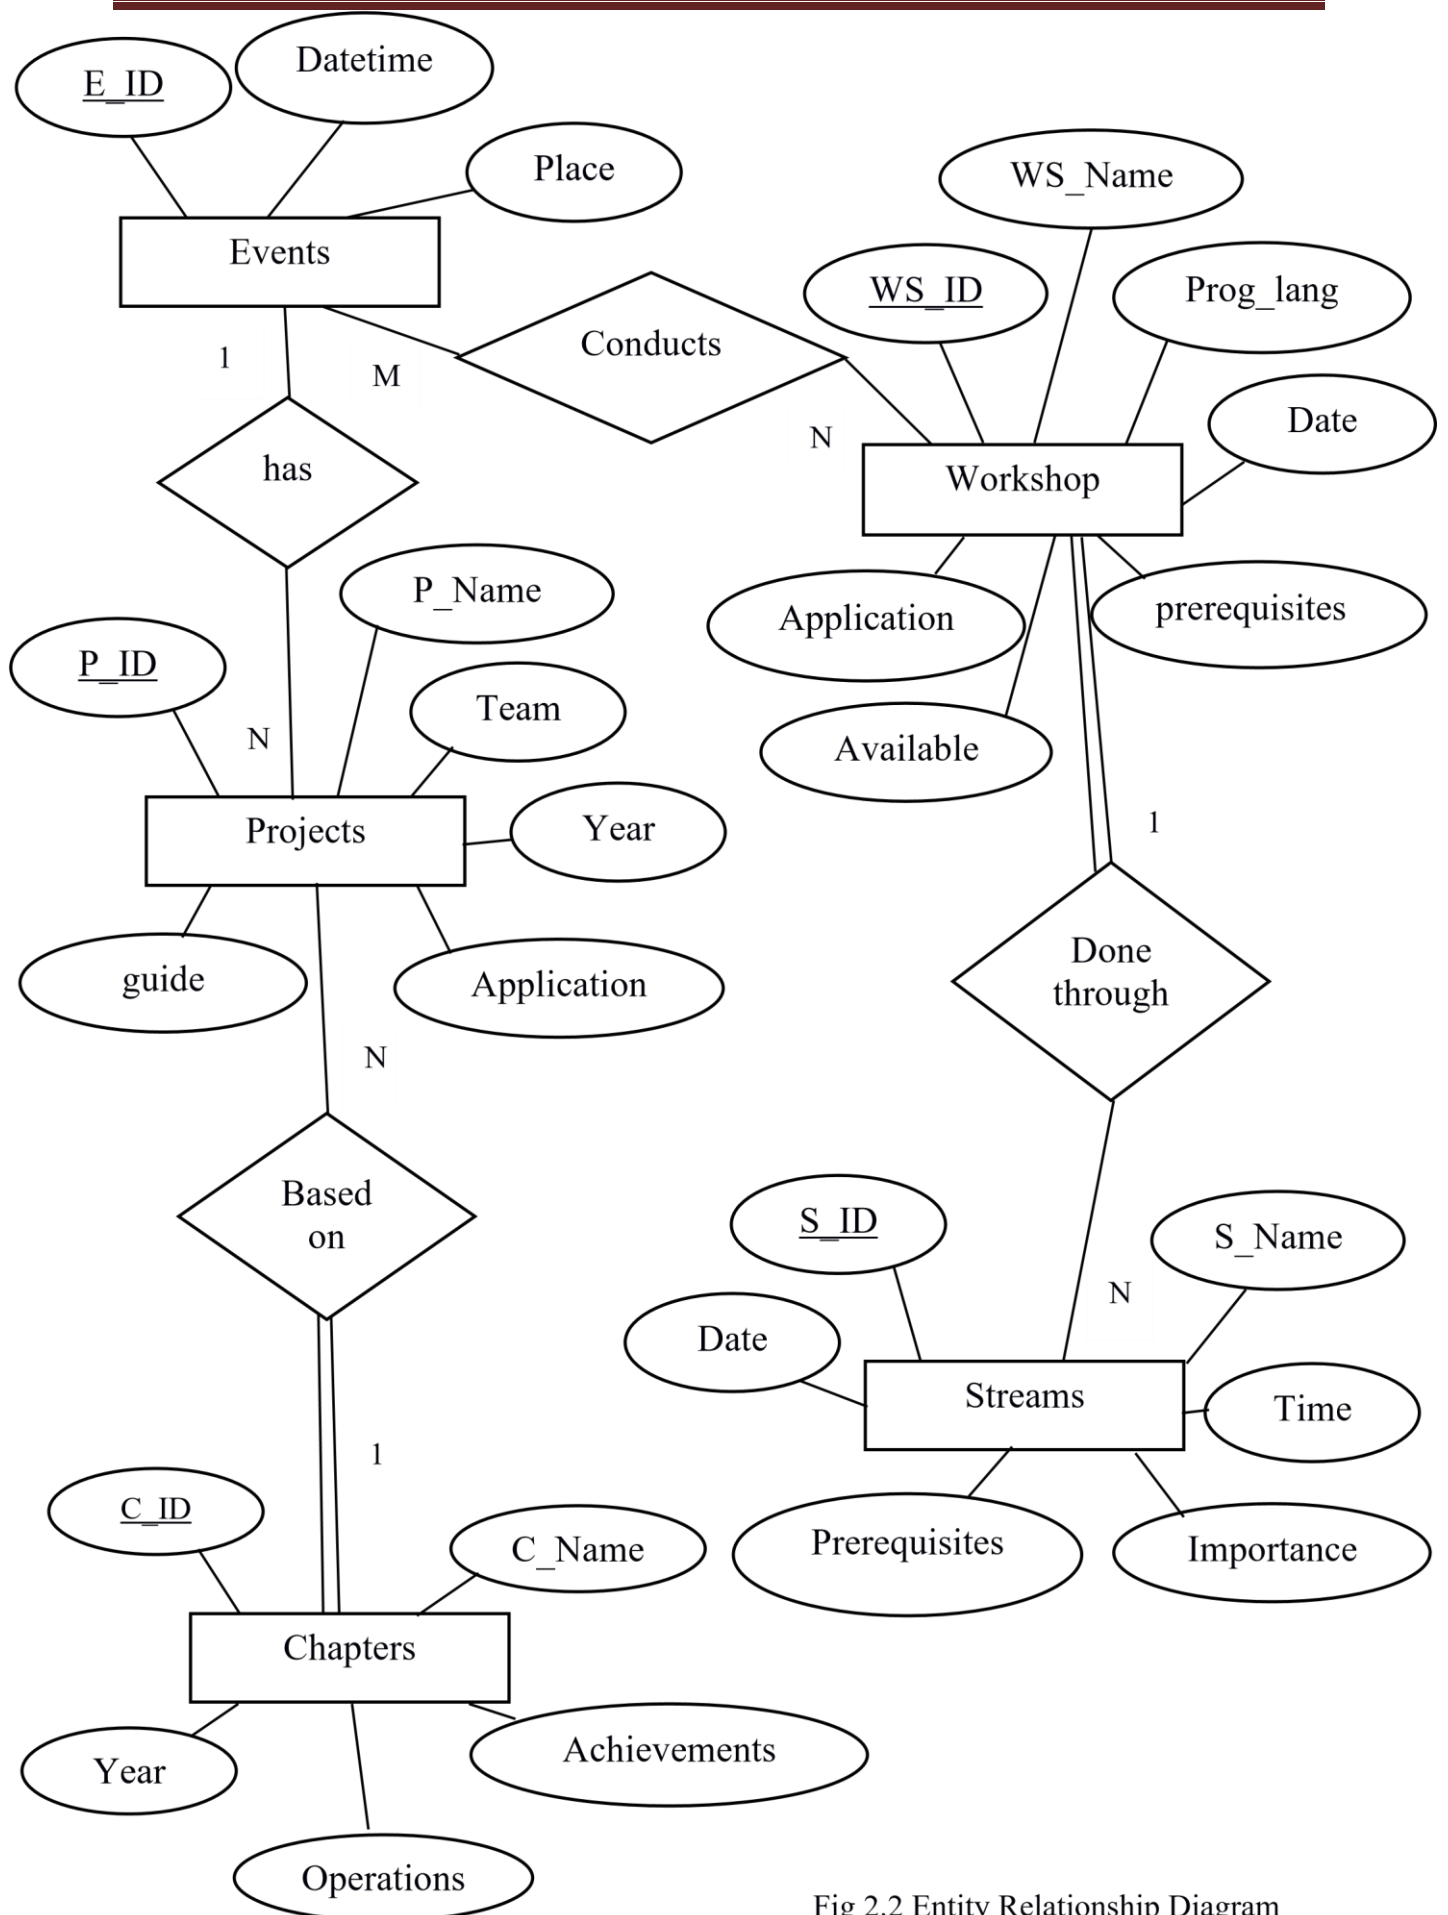 E_ID
Datetime
Place
Events
WS_Name
WS_ID
Prog_lang
Date
Conducts
1
M
N
has
Workshop
Application
prerequisites
Available
P_Name
P_ID
Team
N
Year
Projects
1
guide
Application
Done
through
N
Based
on
S_ID
S_Name
N
Date
Streams
Time
1
Prerequisites
Importance
C_ID
C_Name
Chapters
Year
Achievements
Operations
Fig 2.2 Entity Relationship Diagram